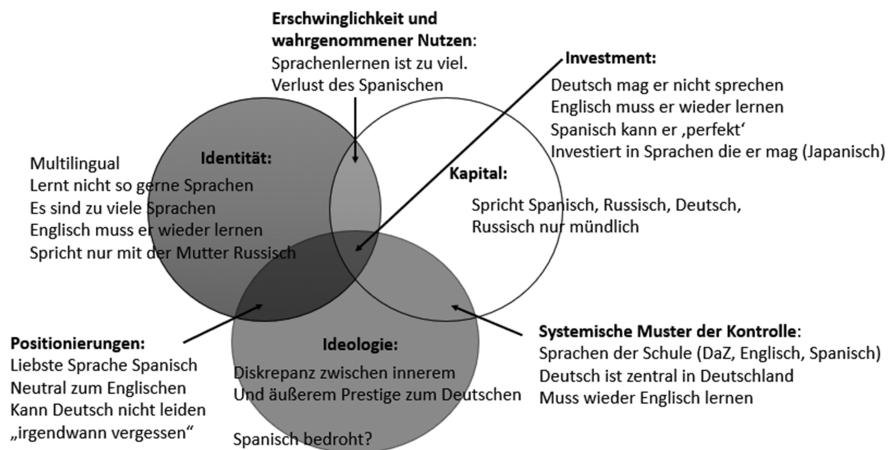 Erschwinglichkeit und
wahrgenommener Nutzen:
Sprachenlernen ist zu viel.
Verlust des Spanischen
Investment:
Deutsch mag er nicht sprechen
Englisch muss er wieder lernen
Spanisch kann er ‚perfekt‘
Investiert in Sprachen die er mag (Japanisch)
Identität:
Multilingual
Lernt nicht so gerne Sprachen
Es sind zu viele Sprachen
Englisch muss er wieder lernen
Spricht nur mit der Mutter Russisch
Kapital:
Spricht Spanisch, Russisch, Deutsch,
Russisch nur mündlich
Positionierungen:
Liebste Sprache Spanisch
Neutral zum Englischen
Kann Deutsch nicht leiden
„irgendwann vergessen“
Ideologie:
Diskrepanz zwischen innerem
Und äußerem Prestige zum Deutschen
Spanisch bedroht?
Systemische Muster der Kontrolle:
Sprachen der Schule (DaZ, Englisch, Spanisch)
Deutsch ist zentral in Deutschland
Muss wieder Englisch lernen